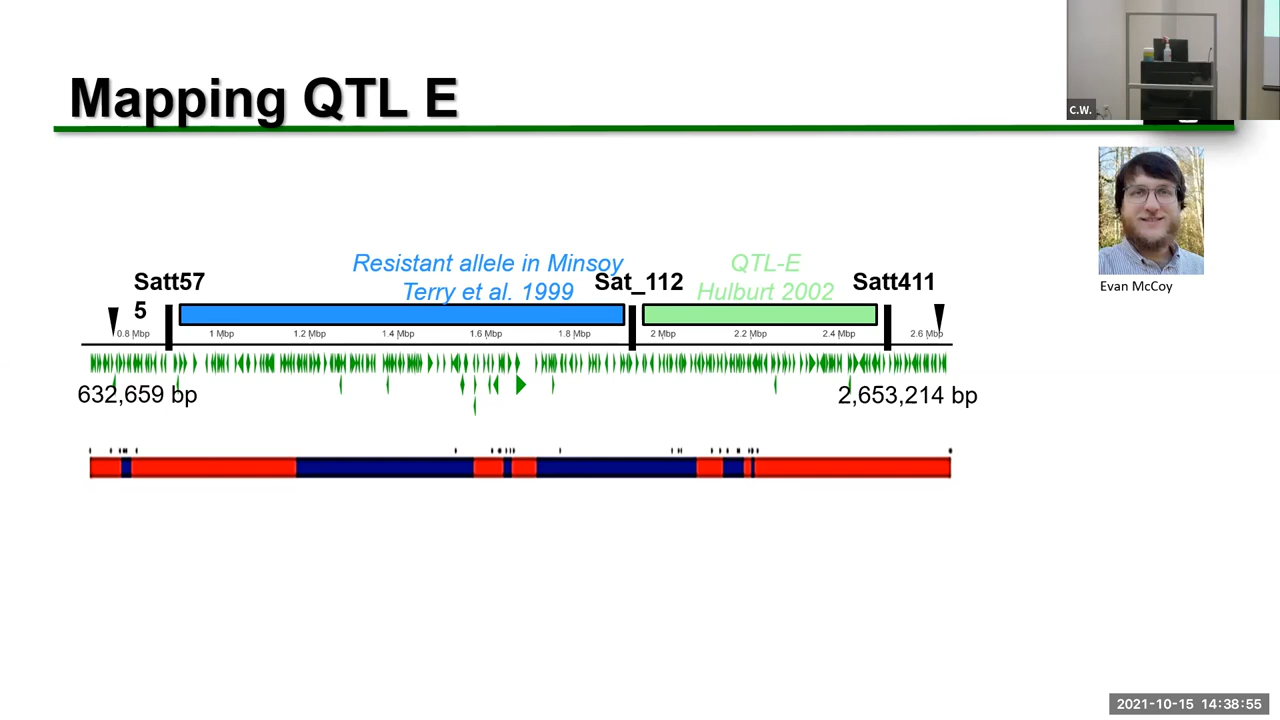 Mapping QTL E
C.W.
Evan McCoy
Resistant allele in Minsoy
Terry et al. 1999
QTL-E
Hulburt 2002
Satt57
5
Sat_112
Satt411
0.8 Mbp
1 Mbp
1.2 Mbp
1.4 Mbp
1.6 Mbp
1.8 Mbp
2 Mbp
2.2 Mbp
2.4 Mbp
2.6 Mbp
632,659 bp
2,653,214 bp
2021-10-15 14:38:55